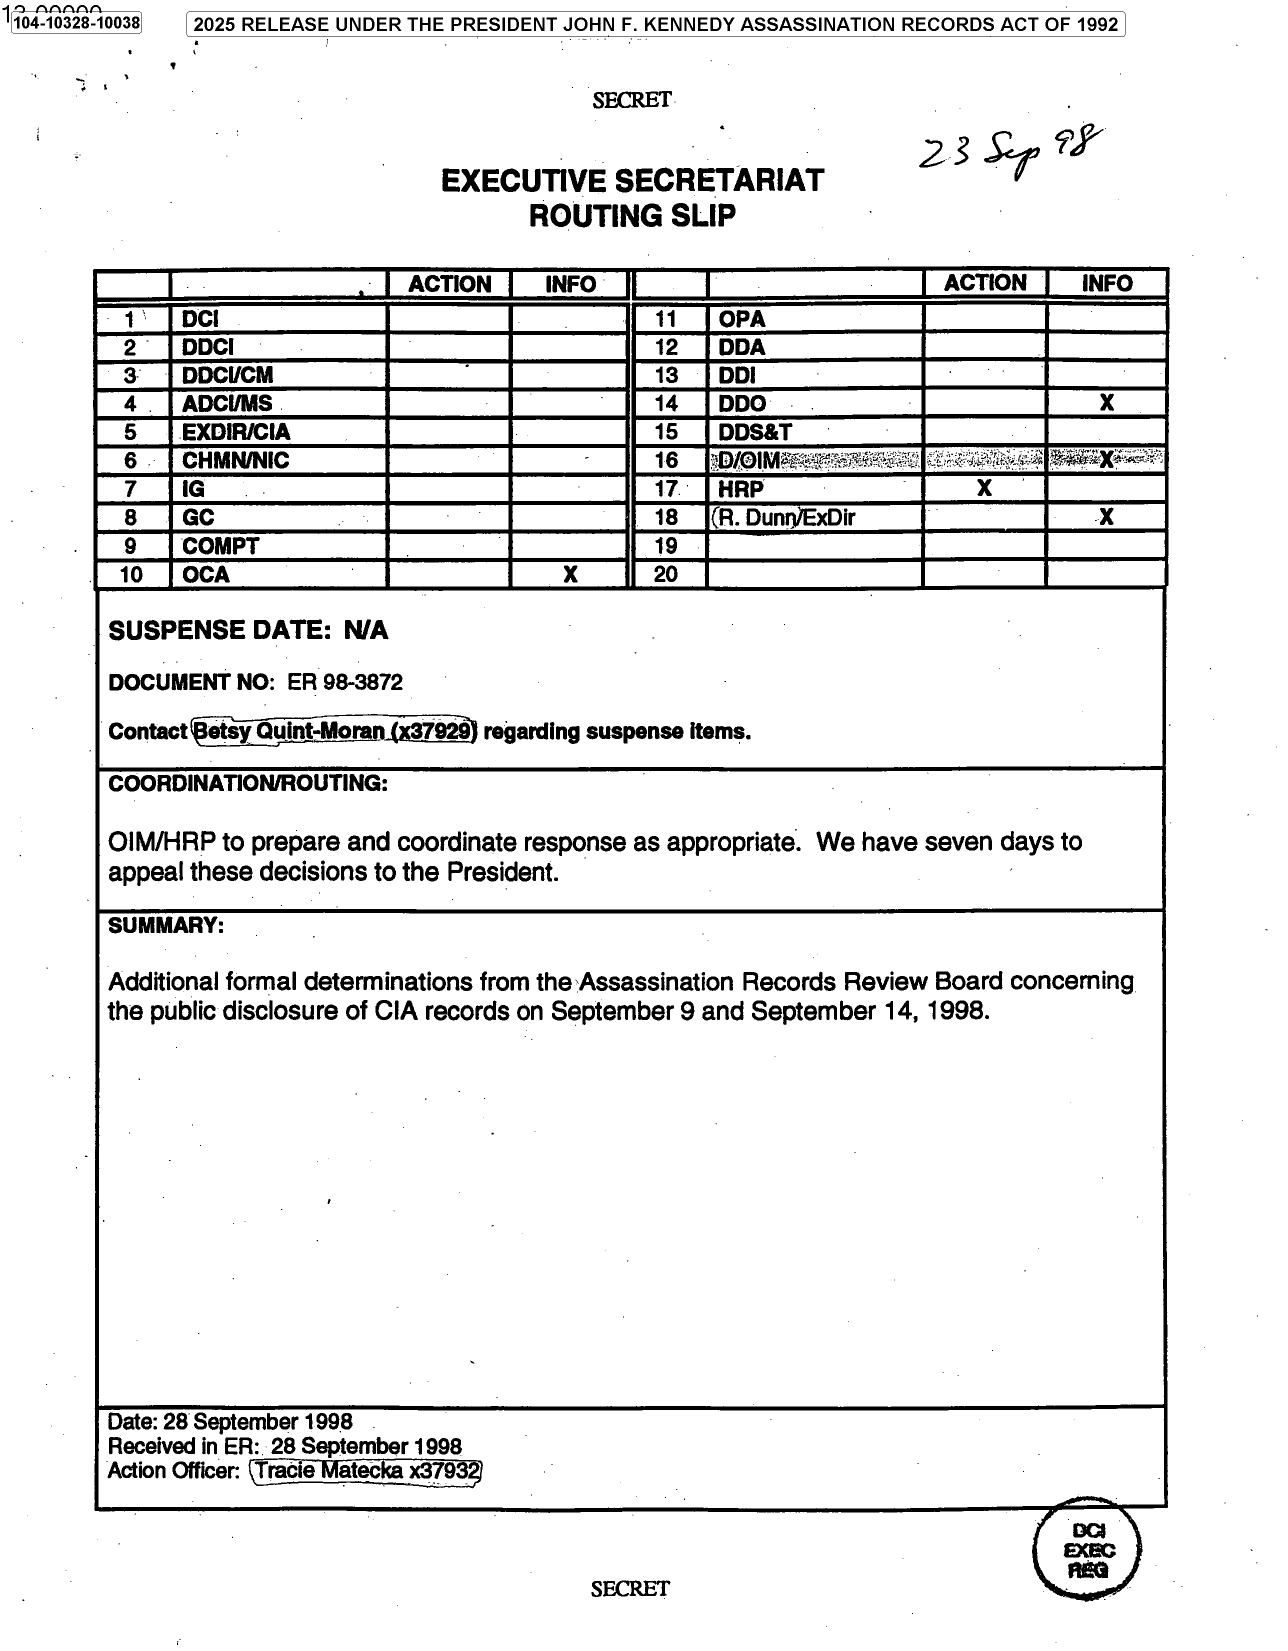 104-10328-10038
2025 RELEASE UNDER THE PRESIDENT JOHN F. KENNEDY ASSASSINATION RECORDS ACT OF 1992
SECRET
23 Sep 98
EXECUTIVE SECRETARIAT
ROUTING SLIP
ACTION INFO ACTION INFO
1 DCI 11 OPA
2 DDCI 12 DDA
3 DDCI/CM 13 DDI
4 ADCI/MS 14 DDO X
5 EXDIR/CIA 15 DDS&T
6 CHMN/NIC 16 D/OIM X
7 IG 17 HRP X
8 GC 18 (R. Dunn/ExDir X
9 COMPT 19
10 OCA X 20
SUSPENSE DATE: N/A
DOCUMENT NO: ER 98-3872
Contact Betsy Quint-Moran (x37929) regarding suspense items.
COORDINATION/ROUTING:
OIM/HRP to prepare and coordinate response as appropriate. We have seven days to
appeal these decisions to the President.
SUMMARY:
Additional formal determinations from the Assassination Records Review Board concerning
the public disclosure of CIA records on September 9 and September 14, 1998.
Date: 28 September 1998
Received in ER: 28 September 1998
Action Officer: Tracie Matecka x37932
DCI
EXEC
REG
SECRET